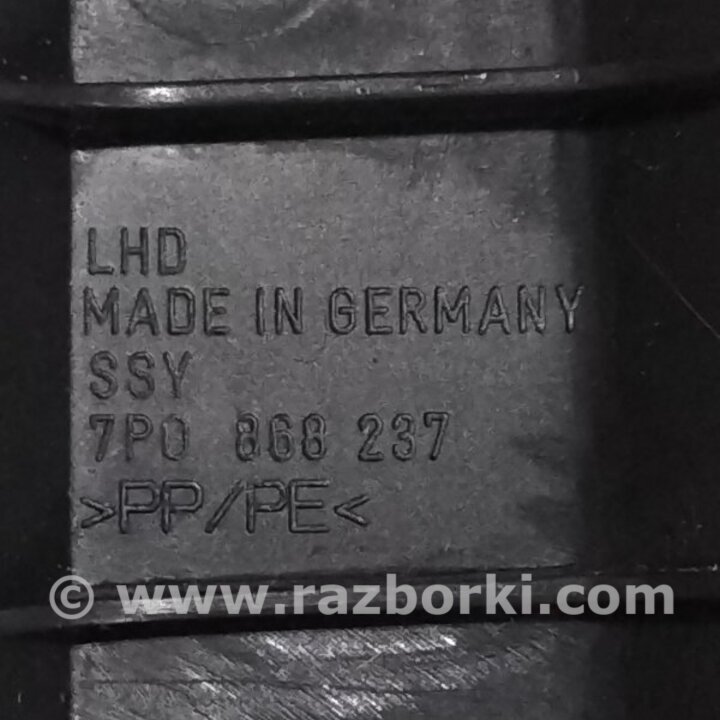 LHD
MADE IN GERMANY
SSY
7P0 868 237
>PP/PE<
© www.razborki.com